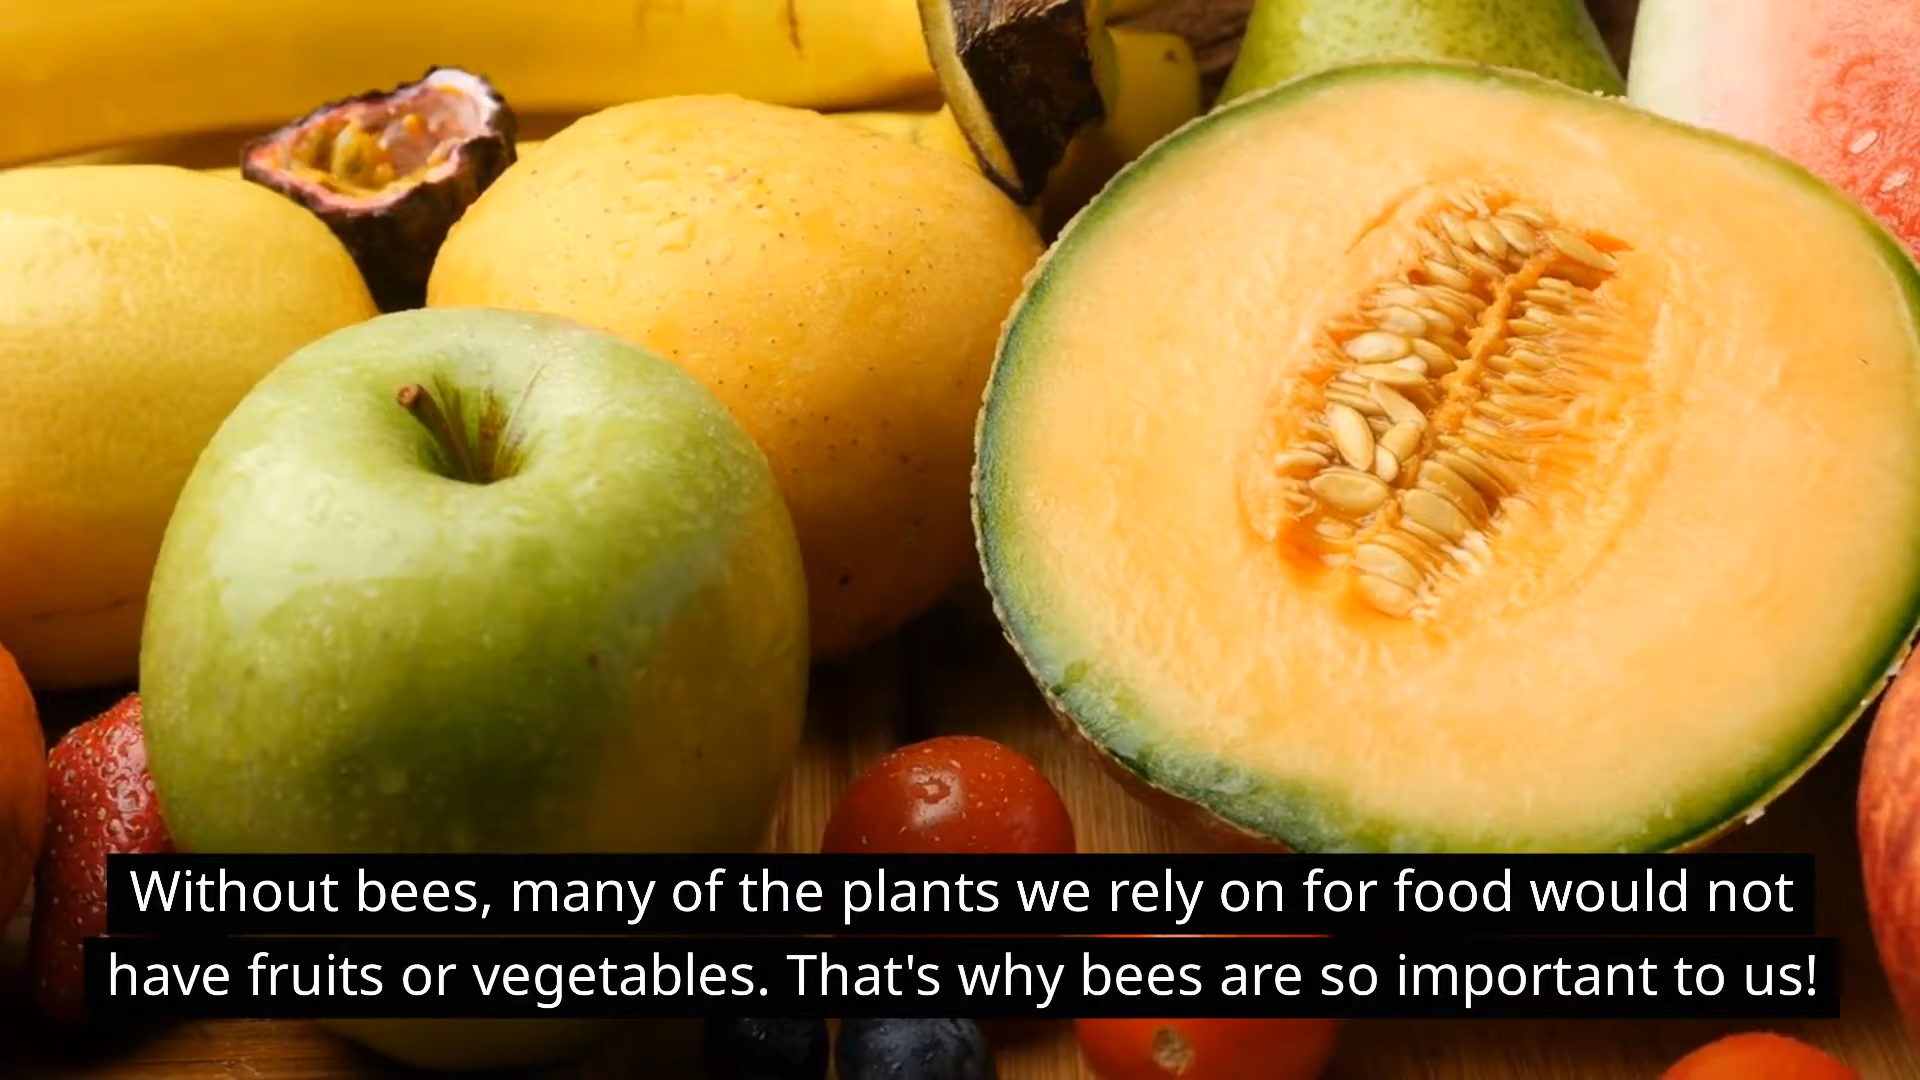 Without bees, many of the plants we rely on for food would not
have fruits or vegetables. That's why bees are so important to us!